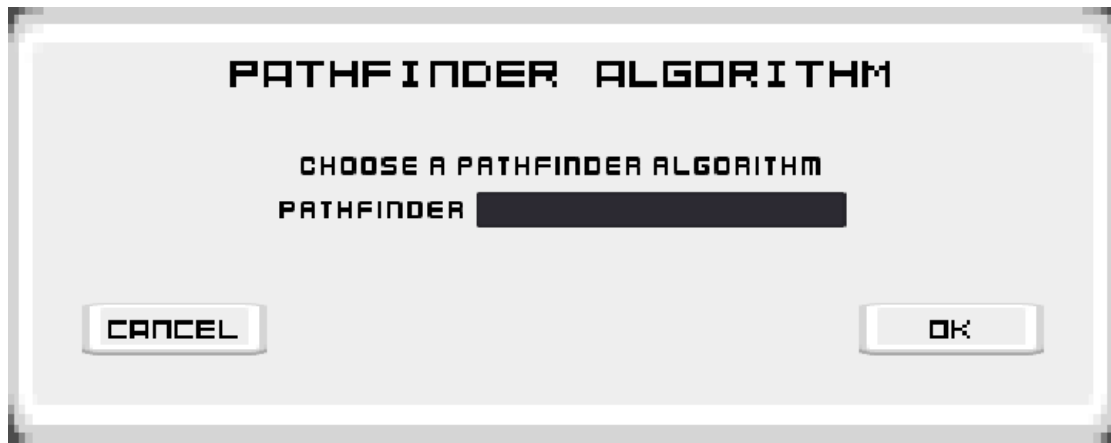 PATHFINDER ALGORITHM
CHOOSE A PATHFINDER ALGORITHM
PATHFINDER
CANCEL
OK